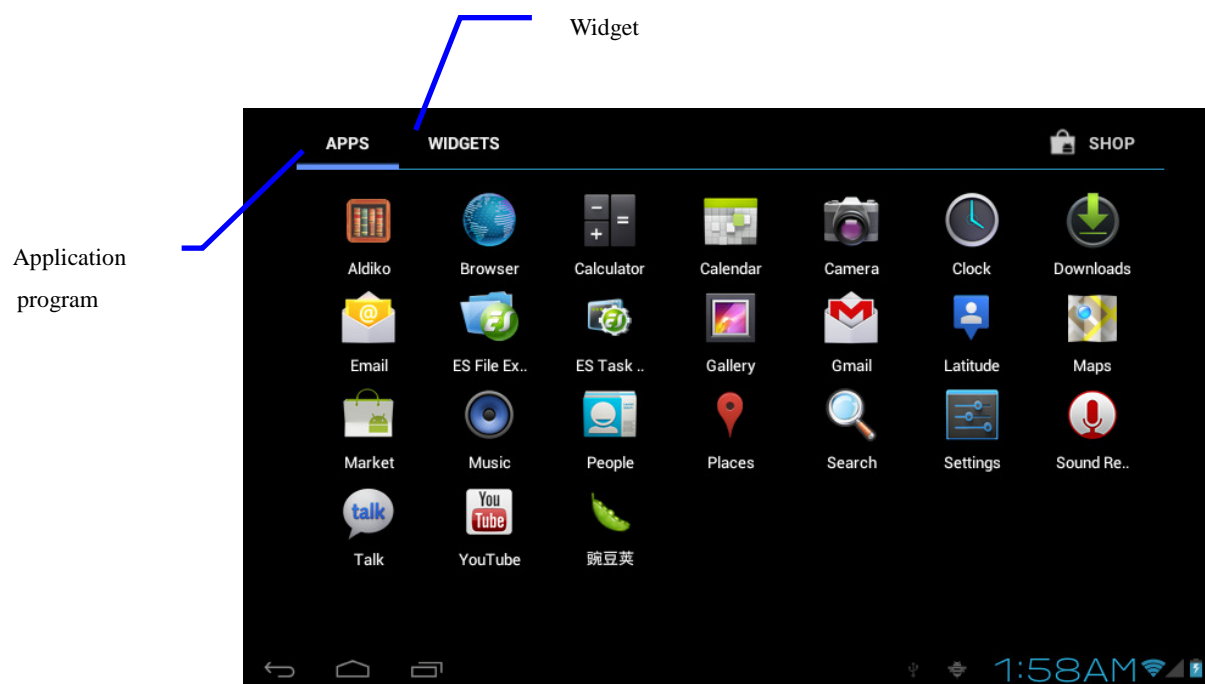 Widget
APPS WIDGETS SHOP
Application
program
Aldiko Browser Calculator Calendar Camera Clock Downloads
Email ES File Ex.. ES Task .. Gallery Gmail Latitude Maps
Market Music People Places Search Settings Sound Re..
talk You Tube
Talk YouTube 豌豆荚
1:58AM